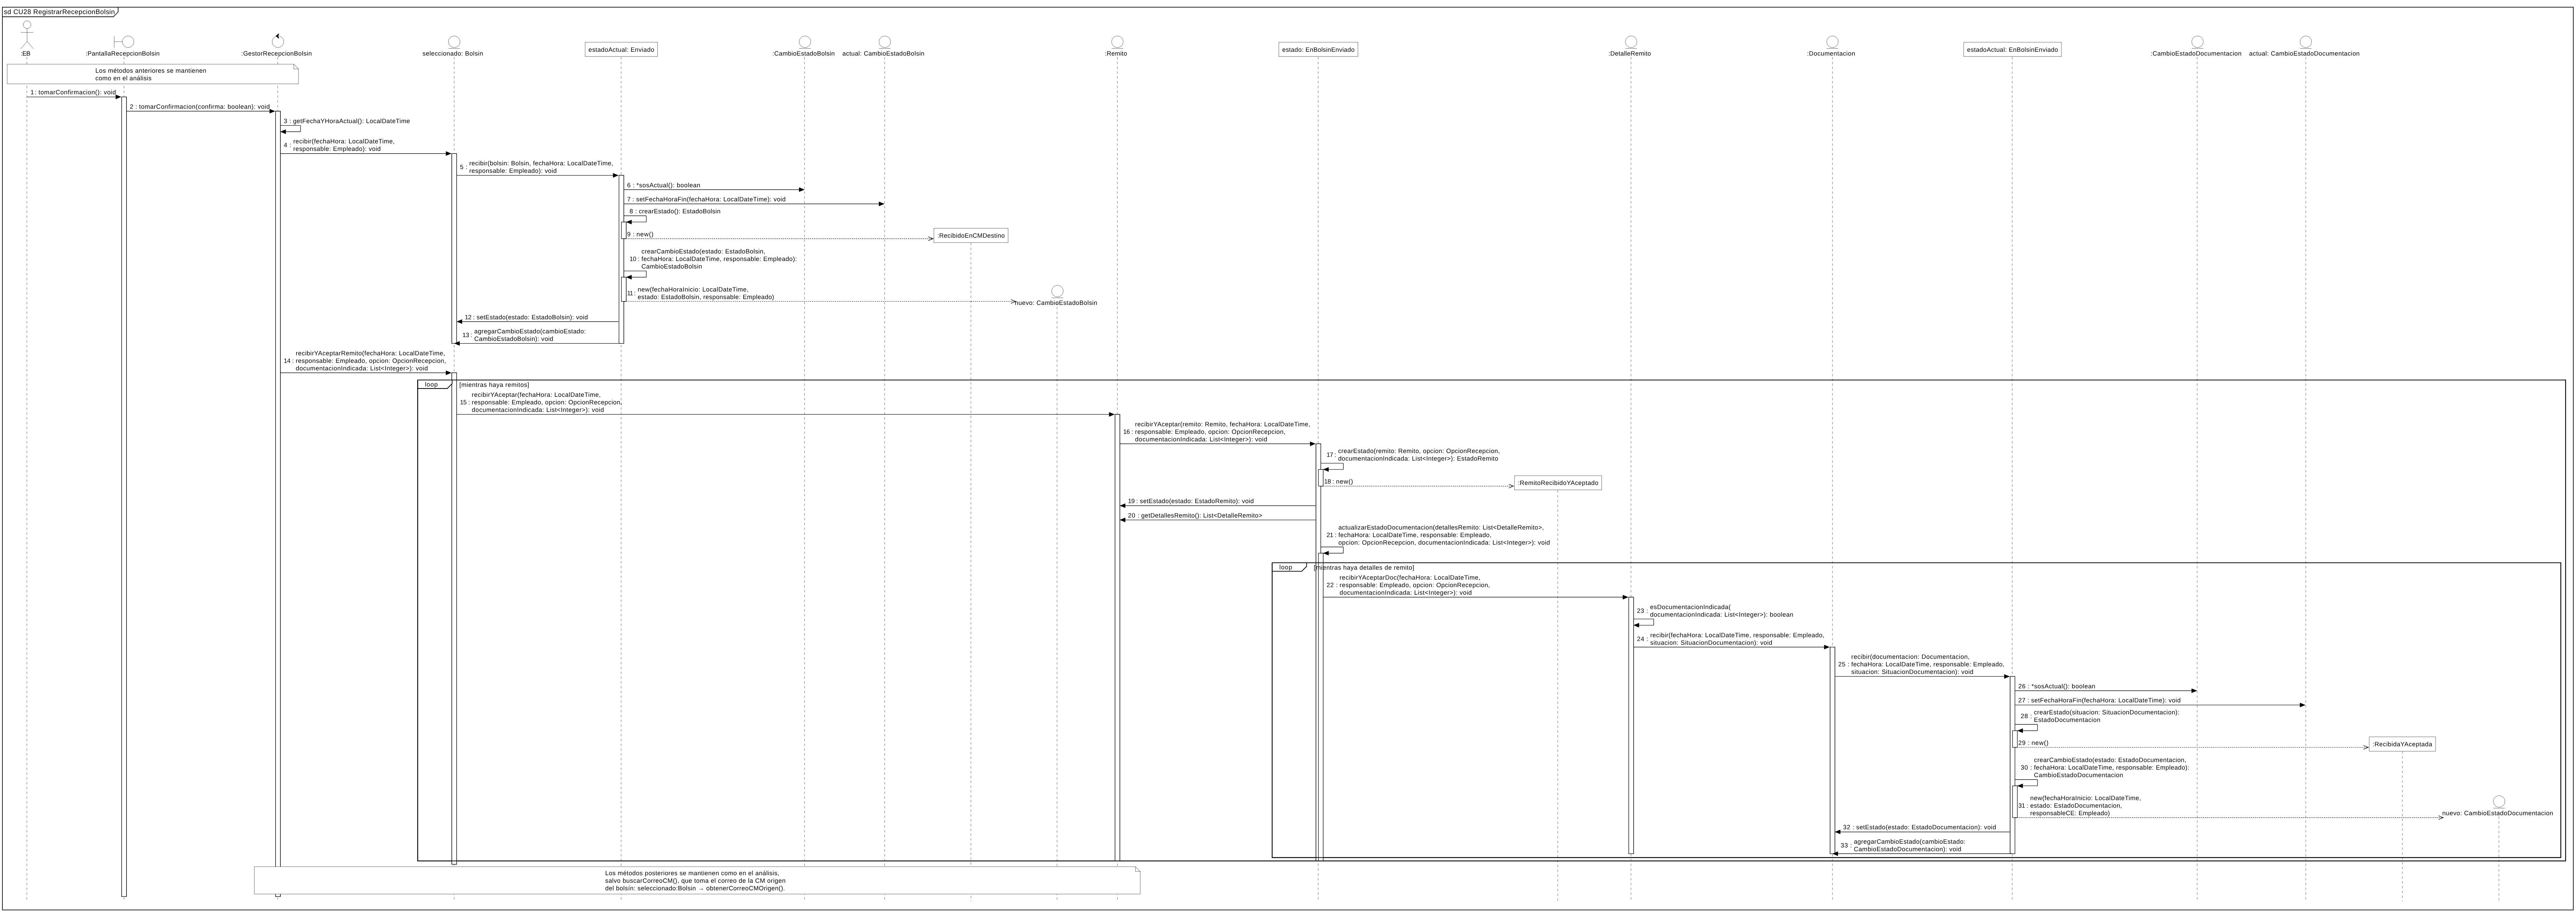 sd CU28 RegistrarRecepcionBolsin
:EB
:PantallaRecepcionBolsin
:GestorRecepcionBolsin
seleccionado: Bolsin
estadoActual: Enviado
:CambioEstadoBolsin
actual: CambioEstadoBolsin
:Remito
estado: EnBolsinEnviado
:DetalleRemito
:Documentacion
estadoActual: EnBolsinEnviado
:CambioEstadoDocumentacion
actual: CambioEstadoDocumentacion
Los métodos anteriores se mantienen
como en el análisis
1 : tomarConfirmacion(): void
2 : tomarConfirmacion(confirma: boolean): void
3 : getFechaYHoraActual(): LocalDateTime
4 : recibir(fechaHora: LocalDateTime,
responsable: Empleado): void
5 : recibir(bolsin: Bolsin, fechaHora: LocalDateTime,
responsable: Empleado): void
6 : *sosActual(): boolean
7 : setFechaHoraFin(fechaHora: LocalDateTime): void
8 : crearEstado(): EstadoBolsin
9 : new()
:RecibidoEnCMDestino
10 : crearCambioEstado(estado: EstadoBolsin,
fechaHora: LocalDateTime, responsable: Empleado):
CambioEstadoBolsin
11 : new(fechaHoraInicio: LocalDateTime,
estado: EstadoBolsin, responsable: Empleado)
nuevo: CambioEstadoBolsin
12 : setEstado(estado: EstadoBolsin): void
13 : agregarCambioEstado(cambioEstado:
CambioEstadoBolsin): void
14 : recibirYAceptarRemito(fechaHora: LocalDateTime,
responsable: Empleado, opcion: OpcionRecepcion,
documentacionIndicada: List<Integer>): void
loop [mientras haya remitos]
15 : recibirYAceptar(fechaHora: LocalDateTime,
responsable: Empleado, opcion: OpcionRecepcion,
documentacionIndicada: List<Integer>): void
16 : recibirYAceptar(remito: Remito, fechaHora: LocalDateTime,
responsable: Empleado, opcion: OpcionRecepcion,
documentacionIndicada: List<Integer>): void
17 : crearEstado(remito: Remito, opcion: OpcionRecepcion,
documentacionIndicada: List<Integer>): EstadoRemito
18 : new()
:RemitoRecibidoYAceptado
19 : setEstado(estado: EstadoRemito): void
20 : getDetallesRemito(): List<DetalleRemito>
21 : actualizarEstadoDocumentacion(detallesRemito: List<DetalleRemito>,
fechaHora: LocalDateTime, responsable: Empleado,
opcion: OpcionRecepcion, documentacionIndicada: List<Integer>): void
loop [mientras haya detalles de remito]
22 : recibirYAceptarDoc(fechaHora: LocalDateTime,
responsable: Empleado, opcion: OpcionRecepcion,
documentacionIndicada: List<Integer>): void
23 : esDocumentacionIndicada(
documentacionIndicada: List<Integer>): boolean
24 : recibir(fechaHora: LocalDateTime, responsable: Empleado,
situacion: SituacionDocumentacion): void
25 : recibir(documentacion: Documentacion,
fechaHora: LocalDateTime, responsable: Empleado,
situacion: SituacionDocumentacion): void
26 : *sosActual(): boolean
27 : setFechaHoraFin(fechaHora: LocalDateTime): void
28 : crearEstado(situacion: SituacionDocumentacion):
EstadoDocumentacion
29 : new()
:RecibidaYAceptada
30 : crearCambioEstado(estado: EstadoDocumentacion,
fechaHora: LocalDateTime, responsable: Empleado):
CambioEstadoDocumentacion
31 : new(fechaHoraInicio: LocalDateTime,
estado: EstadoDocumentacion,
responsableCE: Empleado)
nuevo: CambioEstadoDocumentacion
32 : setEstado(estado: EstadoDocumentacion): void
33 : agregarCambioEstado(cambioEstado:
CambioEstadoDocumentacion): void
Los métodos posteriores se mantienen como en el análisis,
salvo buscarCorreoCM(), que toma el correo de la CM origen
del bolsín: seleccionado:Bolsin → obtenerCorreoCMOrigen().